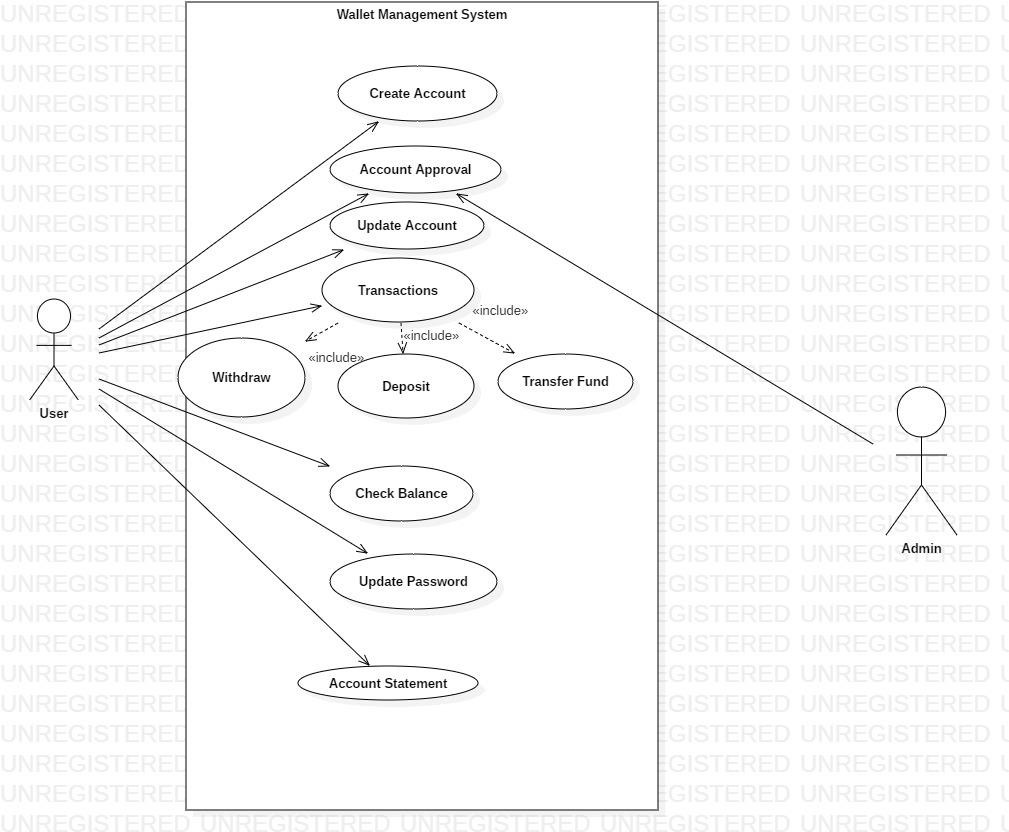 Wallet Management System
Create Account
Account Approval
Update Account
Transactions
«include»
«include»
«include»
Withdraw
Deposit
Transfer Fund
User
Check Balance
Admin
Update Password
Account Statement
UNREGISTERED